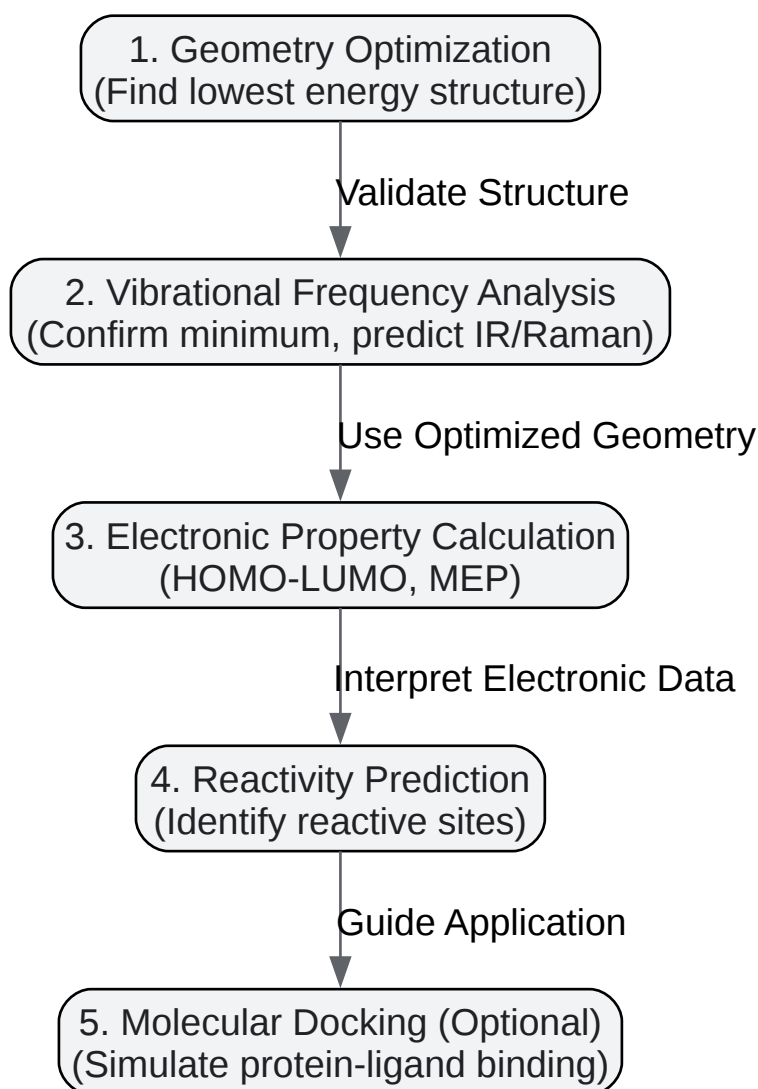 1. Geometry Optimization
(Find lowest energy structure)
Validate Structure
2. Vibrational Frequency Analysis
(Confirm minimum, predict IR/Raman)
Use Optimized Geometry
3. Electronic Property Calculation
(HOMO-LUMO, MEP)
Interpret Electronic Data
4. Reactivity Prediction
(Identify reactive sites)
Guide Application
5. Molecular Docking (Optional)
(Simulate protein-ligand binding)